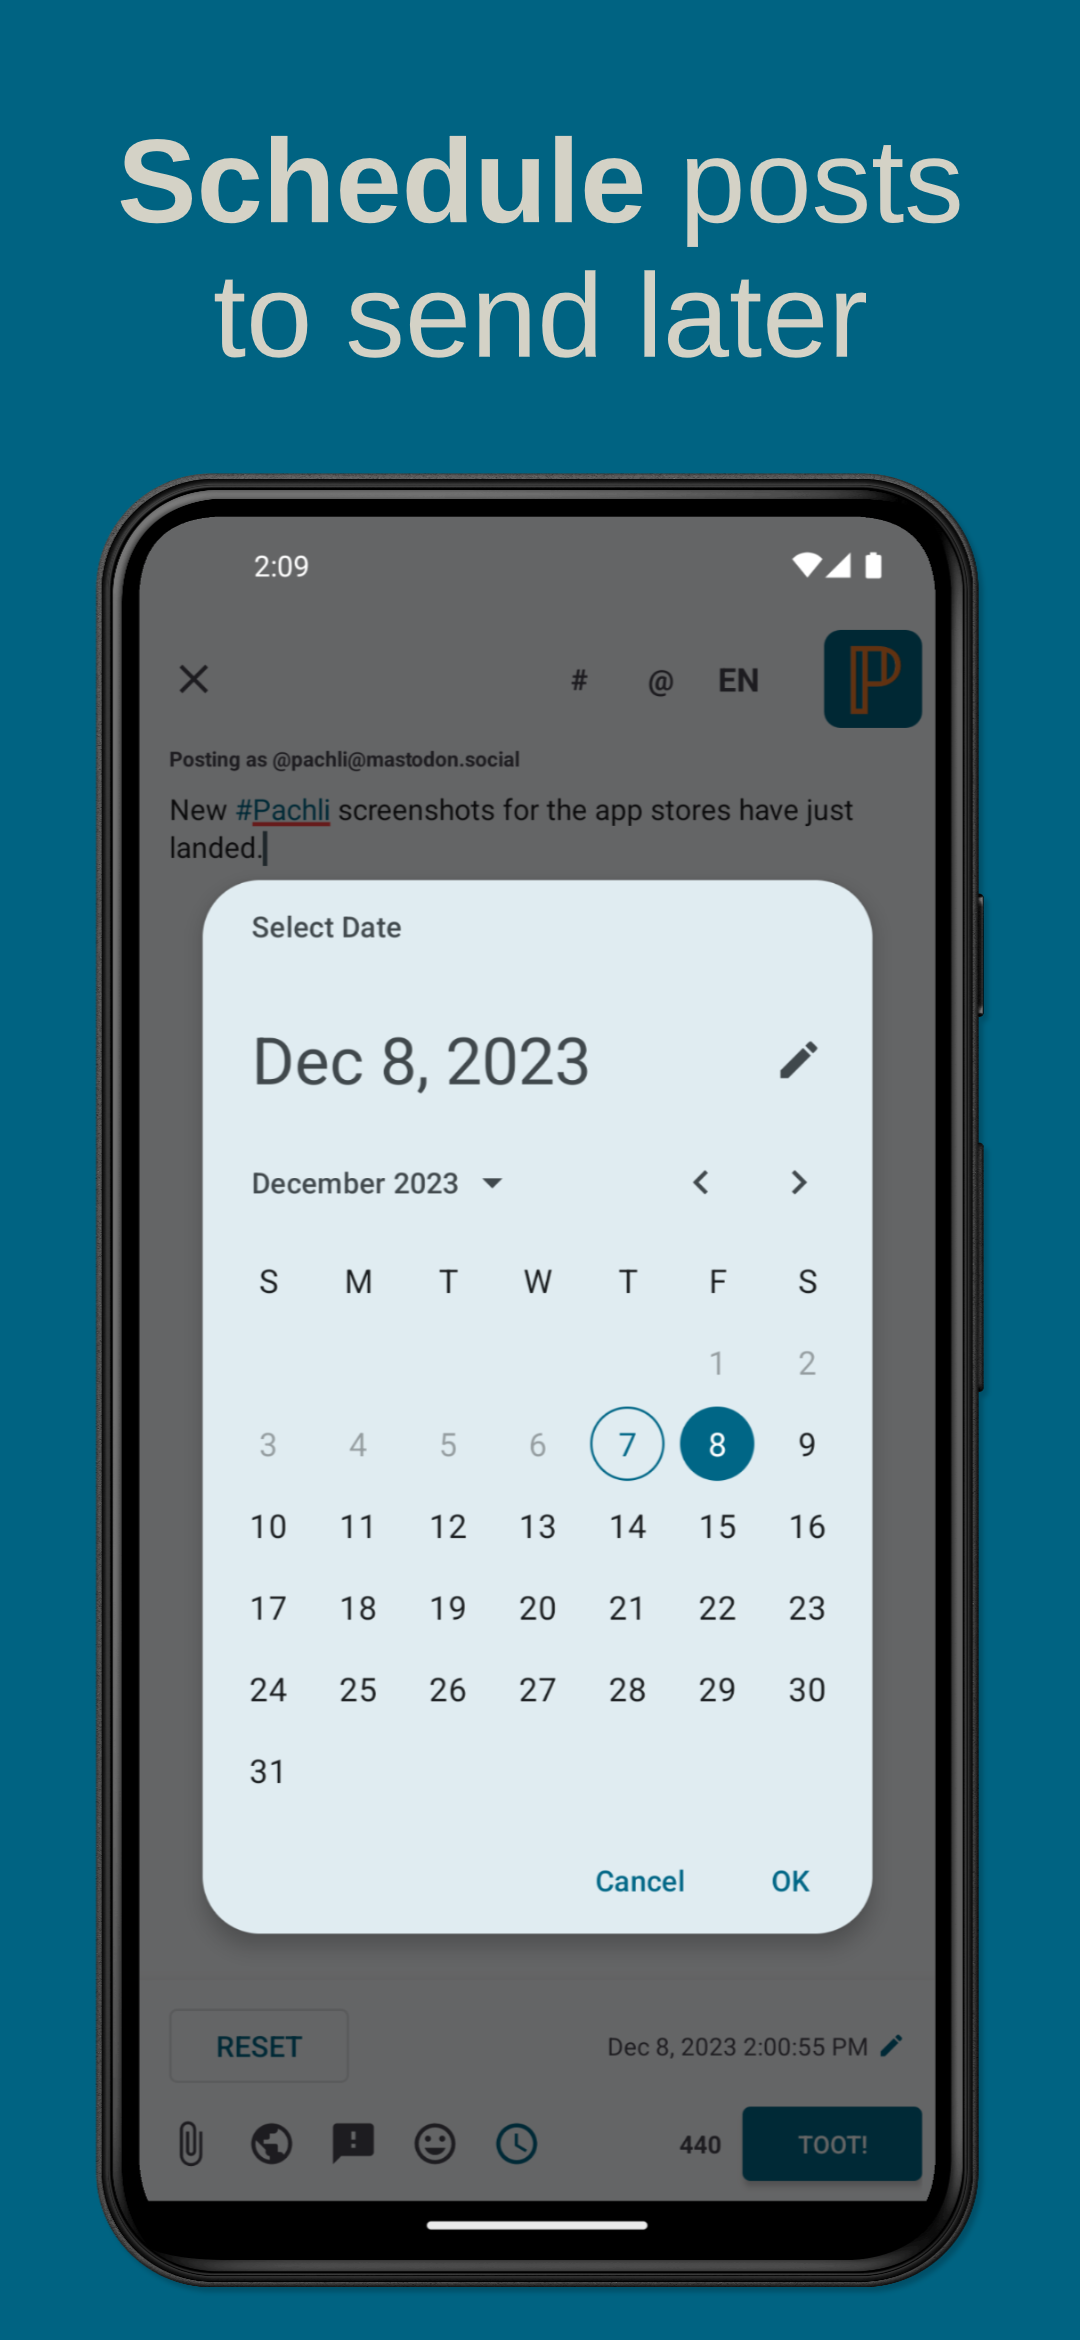 Schedule posts
to send later
2:09
# @ EN
Posting as @pachli@mastodon.social
New #Pachli screenshots for the app stores have just
landed.
Select Date
Dec 8, 2023
December 2023
S M T W T F S
1 2
3 4 5 6 7 8 9
10 11 12 13 14 15 16
17 18 19 20 21 22 23
24 25 26 27 28 29 30
31
Cancel OK
RESET Dec 8, 2023 2:00:55 PM
440 TOOT!